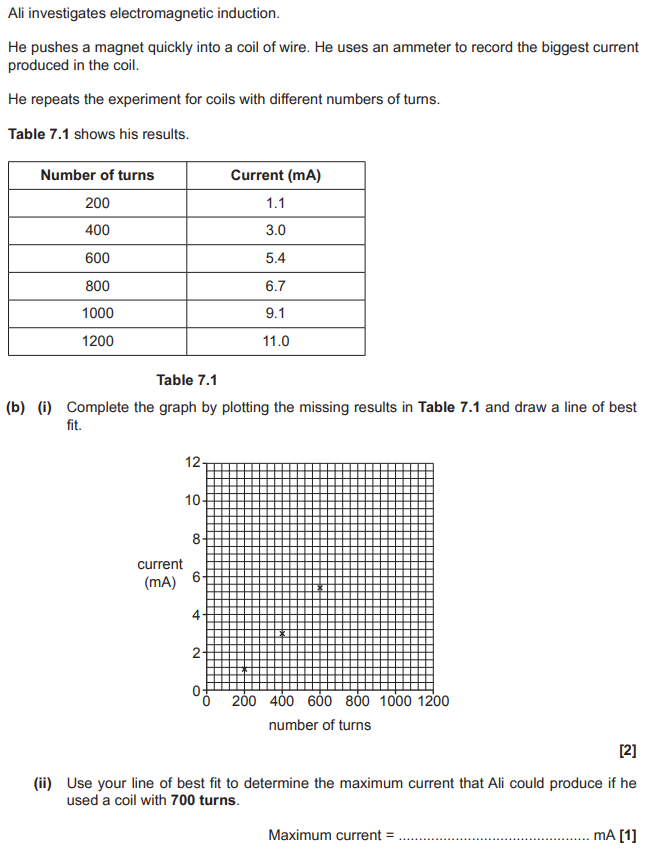 Ali investigates electromagnetic induction.
He pushes a magnet quickly into a coil of wire. He uses an ammeter to record the biggest current
produced in the coil.
He repeats the experiment for coils with different numbers of turns.
Table 7.1 shows his results.
Number of turns Current (mA)
200 1.1
400 3.0
600 5.4
800 6.7
1000 9.1
1200 11.0
Table 7.1
(b) (i) Complete the graph by plotting the missing results in Table 7.1 and draw a line of best
fit.
12
10
8
current
(mA)
6
4
2
0
0 200 400 600 800 1000 1200
number of turns
[2]
(ii) Use your line of best fit to determine the maximum current that Ali could produce if he
used a coil with 700 turns.
Maximum current = ............................................... mA [1]